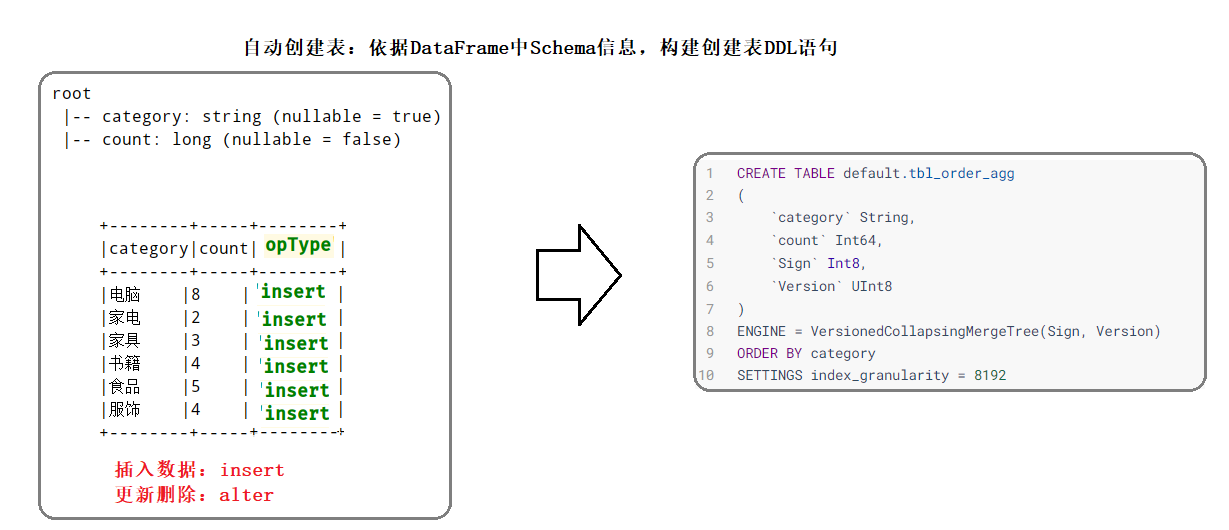 自动创建表：依据DataFrame中Schema信息，构建创建表DDL语句
root
|-- category: string (nullable = true)
|-- count: long (nullable = false)
+--------+-----+--------+
|category|count| opType |
+--------+-----+--------+
|电脑 |8 | 'insert |
|家电 |2 | 'insert |
|家具 |3 | 'insert |
|书籍 |4 | 'insert |
|食品 |5 | 'insert |
|服饰 |4 | 'insert |
+--------+-----+--------+
插入数据：insert
更新删除：alter
1 CREATE TABLE default.tbl_order_agg
2 (
3 `category` String,
4 `count` Int64,
5 `Sign` Int8,
6 `Version` UInt8
7 )
8 ENGINE = VersionedCollapsingMergeTree(Sign, Version)
9 ORDER BY category
10 SETTINGS index_granularity = 8192